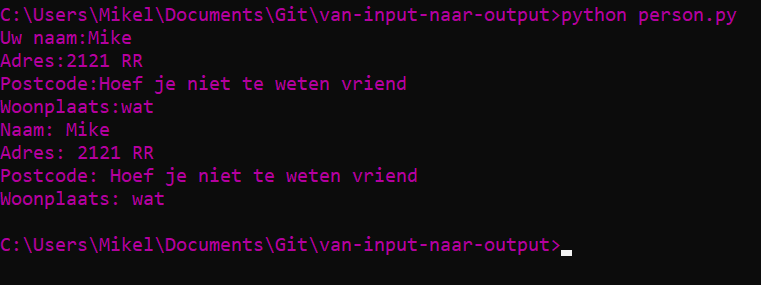 C:\Users\Mikel\Documents\Git\van-input-naar-output>python person.py
Uw naam:Mike
Adres:2121 RR
Postcode:Hoef je niet te weten vriend
Woonplaats:wat
Naam: Mike
Adres: 2121 RR
Postcode: Hoef je niet te weten vriend
Woonplaats: wat
C:\Users\Mikel\Documents\Git\van-input-naar-output>